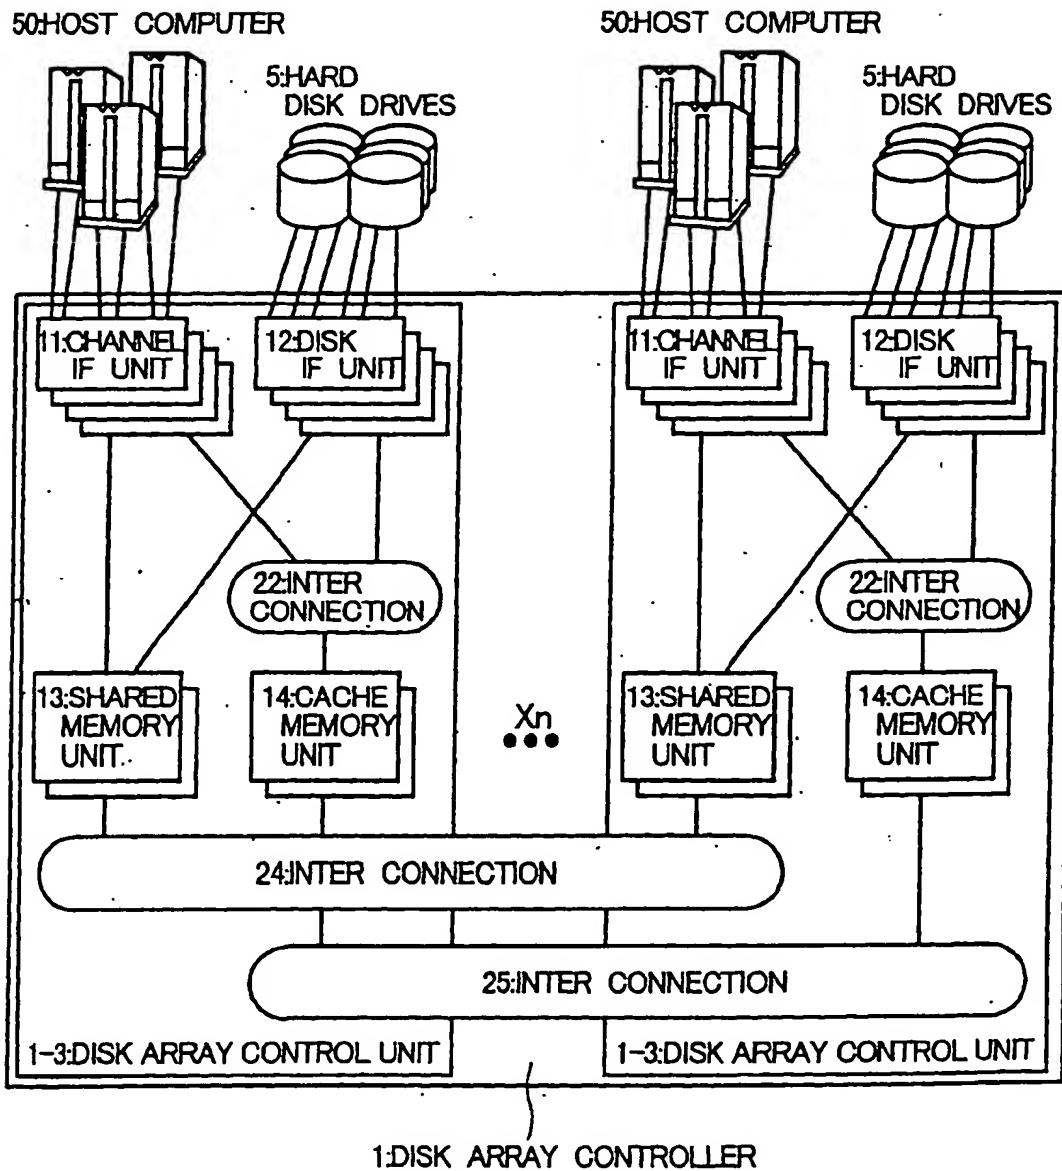 50:HOST COMPUTER
5:HARD
DISK DRIVES
50:HOST COMPUTER
5:HARD
DISK DRIVES
11:CHANNEL
IF UNIT
12:DISK
IF UNIT
11:CHANNEL
IF UNIT
12:DISK
IF UNIT
22:INTER
CONNECTION
22:INTER
CONNECTION
13:SHARED
MEMORY
UNIT
14:CACHE
MEMORY
UNIT
Xn
13:SHARED
MEMORY
UNIT
14:CACHE
MEMORY
UNIT
24:INTER CONNECTION
25:INTER CONNECTION
1-3:DISK ARRAY CONTROL UNIT
1-3:DISK ARRAY CONTROL UNIT
1:DISK ARRAY CONTROLLER